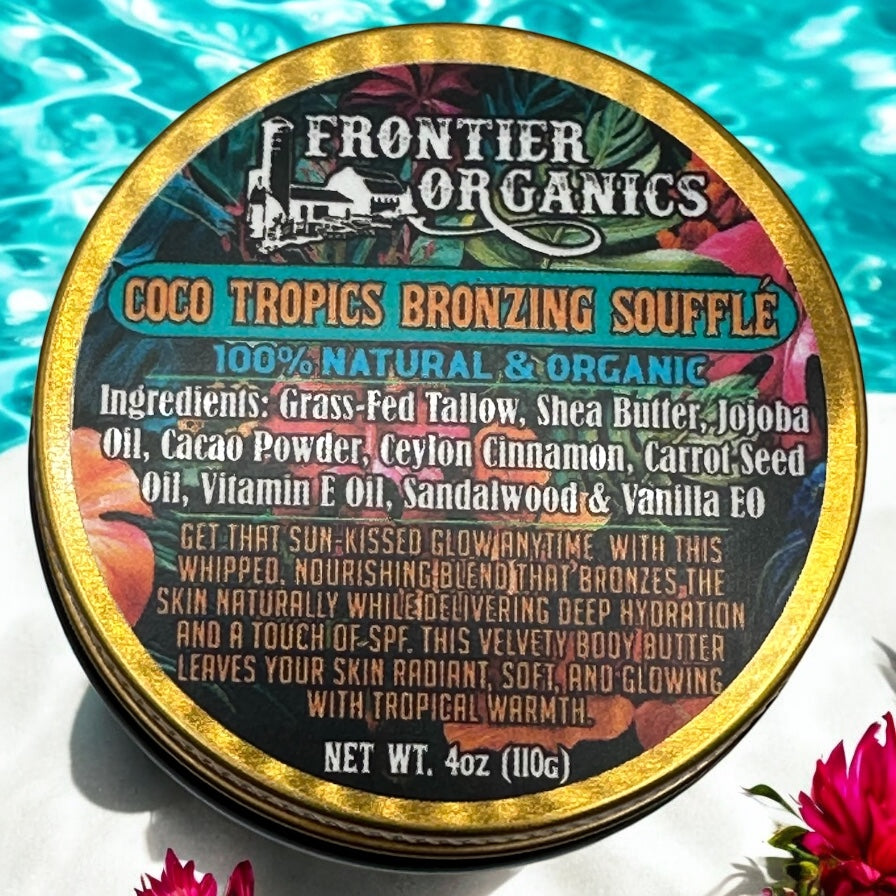 FRONTIER
ORGANICS
COCO TROPICS BRONZING SOUFFLÉ
100% NATURAL & ORGANIC
Ingredients: Grass-Fed Tallow, Shea Butter, Jojoba
Oil, Cacao Powder, Ceylon Cinnamon, Carrot Seed
Oil, Vitamin E Oil, Sandalwood & Vanilla EO
GET THAT SUN-KISSED GLOW ANYTIME WITH THIS
WHIPPED, NOURISHING BLEND THAT BRONZES THE
SKIN NATURALLY WHILE DELIVERING DEEP HYDRATION
AND A TOUCH OF SPF. THIS VELVETY BODY BUTTER
LEAVES YOUR SKIN RADIANT, SOFT, AND GLOWING
WITH TROPICAL WARMTH.
NET WT. 4oz (110G)